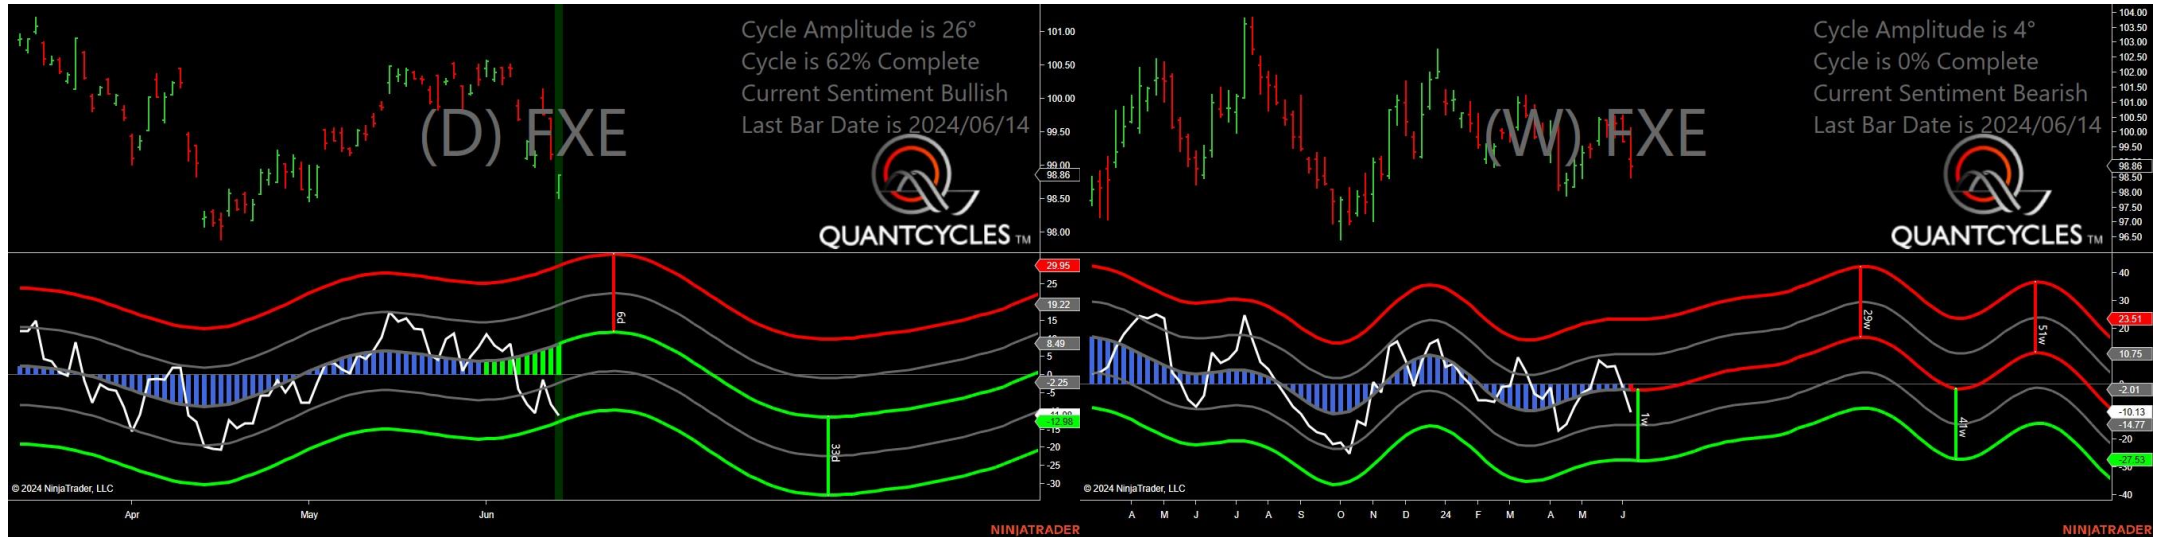 Cycle Amplitude is 26°
Cycle is 62% Complete
Current Sentiment Bullish
Last Bar Date is 2024/06/14
(D) FXE
QUANTCYCLES TM
101.00
100.50
100.00
99.50
99.00
98.86
98.50
98.00
29.95
25
19.22
15
8.49
5
0
-2.25
-12.98
-15
-20
-25
-30
6d
33d
© 2024 NinjaTrader, LLC
Apr
May
Jun
NINJATRADER
Cycle Amplitude is 4°
Cycle is 0% Complete
Current Sentiment Bearish
Last Bar Date is 2024/06/14
(W) FXE
QUANTCYCLES TM
104.00
103.50
103.00
102.50
102.00
101.50
101.00
100.50
100.00
99.50
98.86
98.50
98.00
97.50
97.00
96.50
40
30
23.51
20
10.75
-2.01
-10.13
-14.77
-20
-27.53
-40
29w
51w
1w
41w
© 2024 NinjaTrader, LLC
A M J J A S O N D 24 F M A M J
NINJATRADER